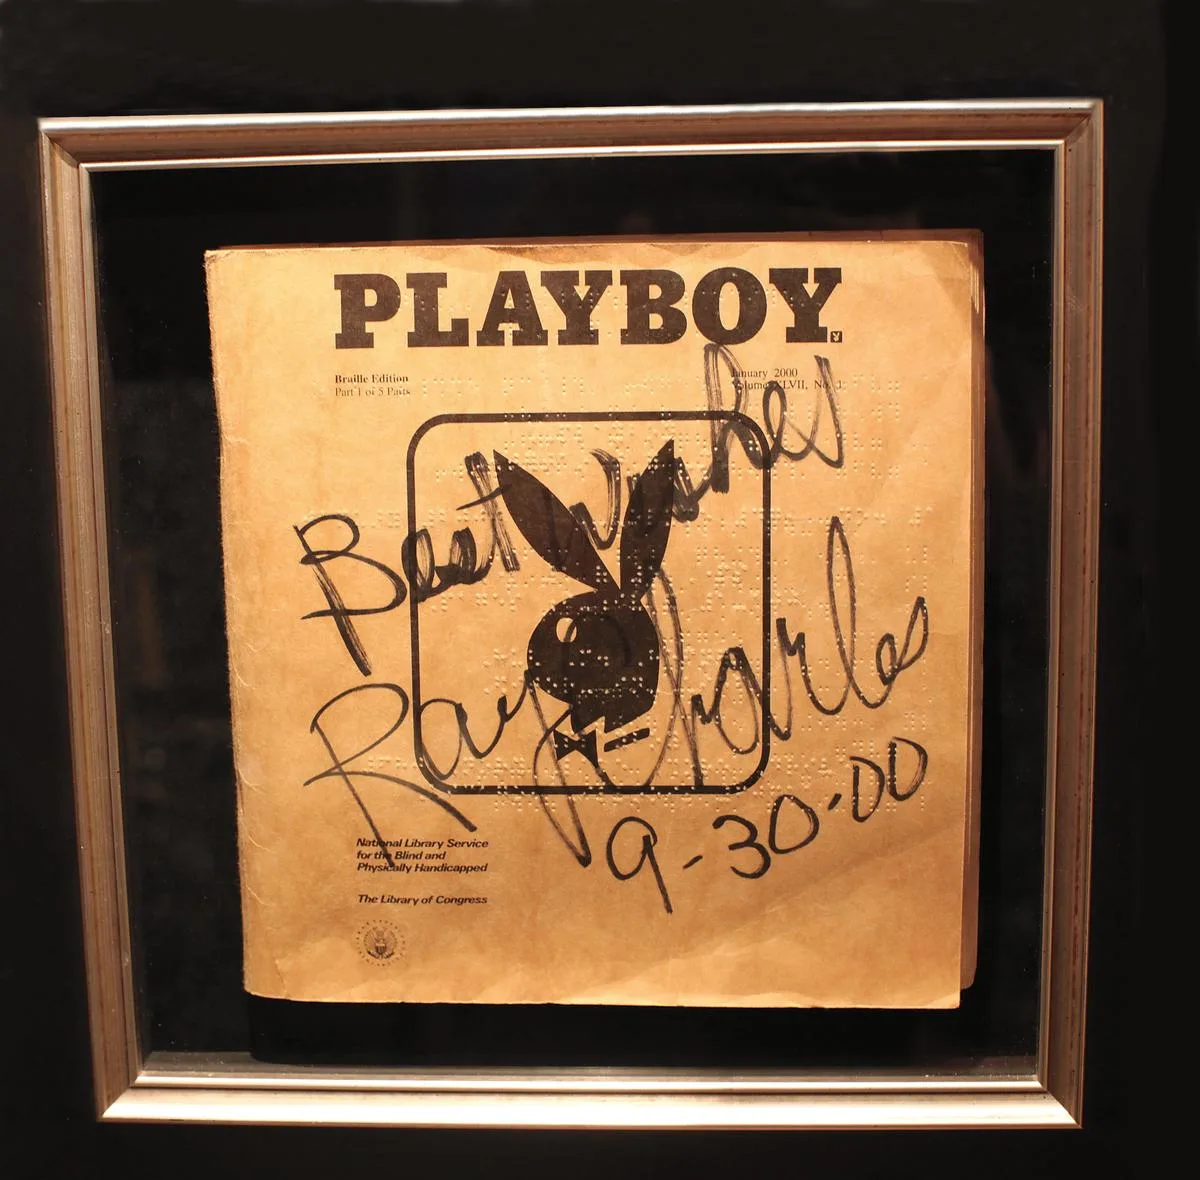 PLAYBOY
Braille Edition
Part 1 of 5 Parts
January 2000
Volume XLVII, No. 1
Best Wishes
Ray Charles
9-30-00
National Library Service
for the Blind and
Physically Handicapped
The Library of Congress